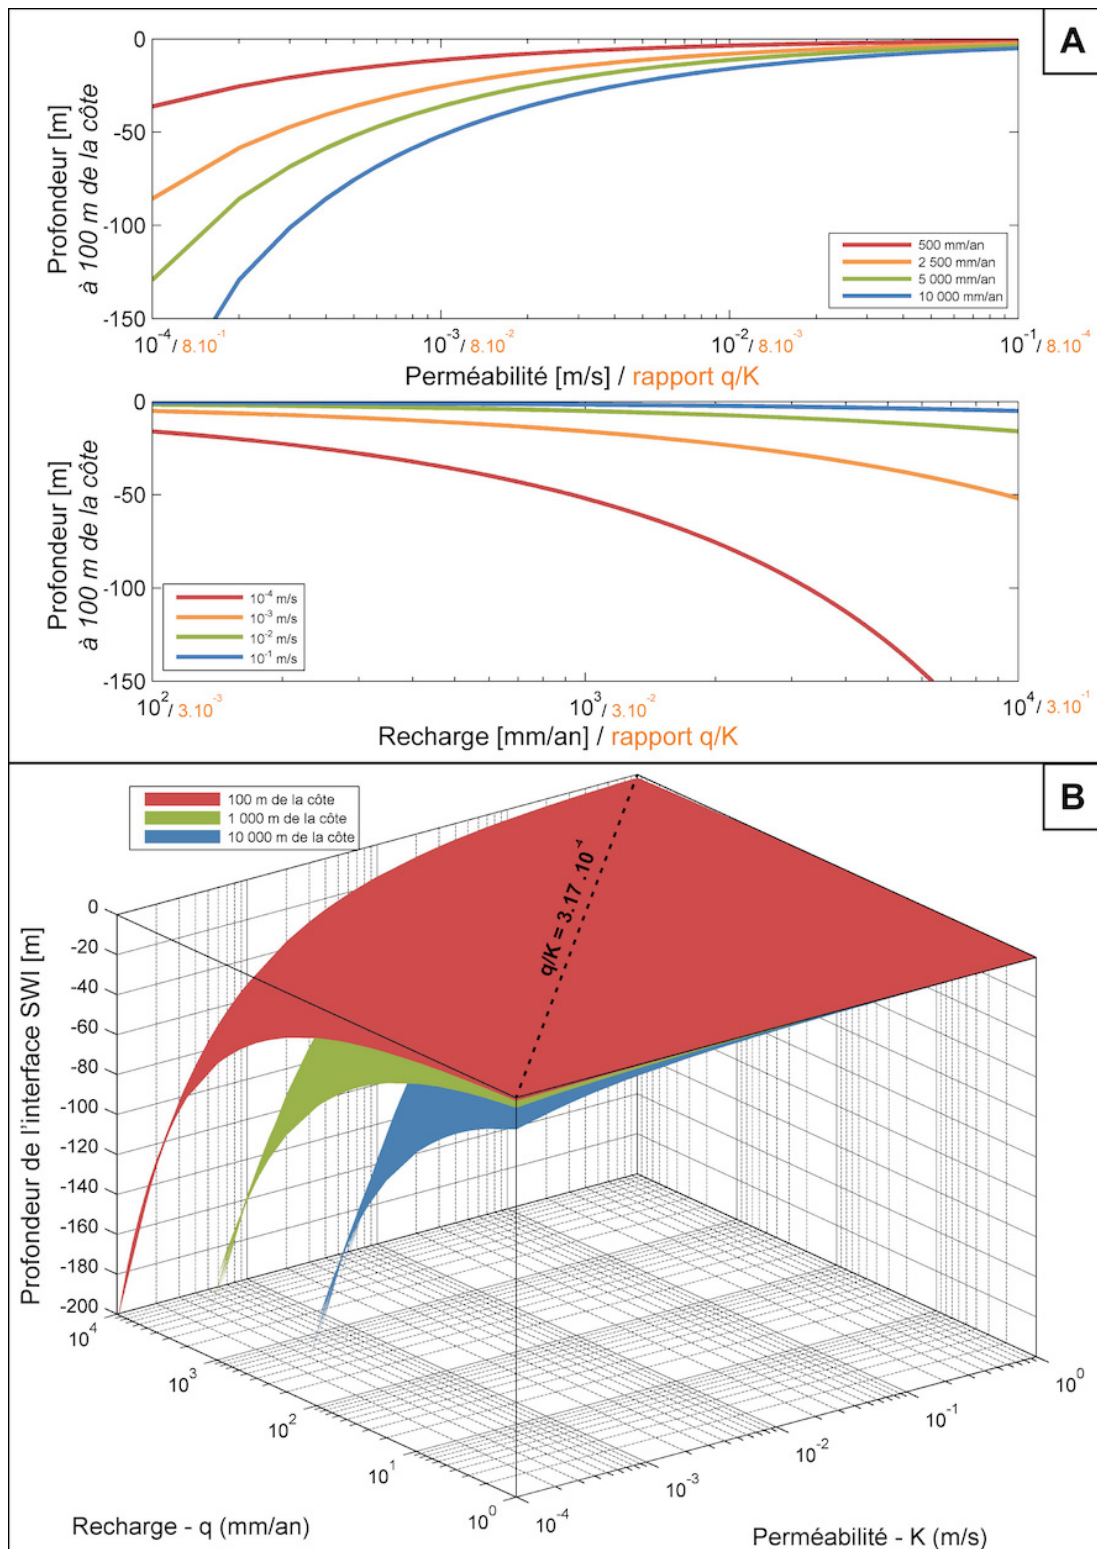 A
Profondeur [m]
à 100 m de la côte
0
-50
-100
-150
500 mm/an
2 500 mm/an
5 000 mm/an
10 000 mm/an
10⁻⁴/ 8.10⁻¹ 10⁻³/ 8.10⁻² 10⁻²/ 8.10⁻³ 10⁻¹/ 8.10⁻⁴
Perméabilité [m/s] / rapport q/K
Profondeur [m]
à 100 m de la côte
0
-50
-100
-150
10⁻⁴ m/s
10⁻³ m/s
10⁻² m/s
10⁻¹ m/s
10²/ 3.10⁻³ 10³/ 3.10⁻² 10⁴/ 3.10⁻¹
Recharge [mm/an] / rapport q/K
B
100 m de la côte
1 000 m de la côte
10 000 m de la côte
q/K = 3.17 .10⁻⁴
Profondeur de l'interface SWI [m]
0
-20
-40
-60
-80
-100
-120
-140
-160
-180
-200
10⁴
10³
10²
10¹
10⁰
Recharge - q (mm/an)
10⁻⁴
10⁻³
10⁻²
10⁻¹
10⁰
Perméabilité - K (m/s)